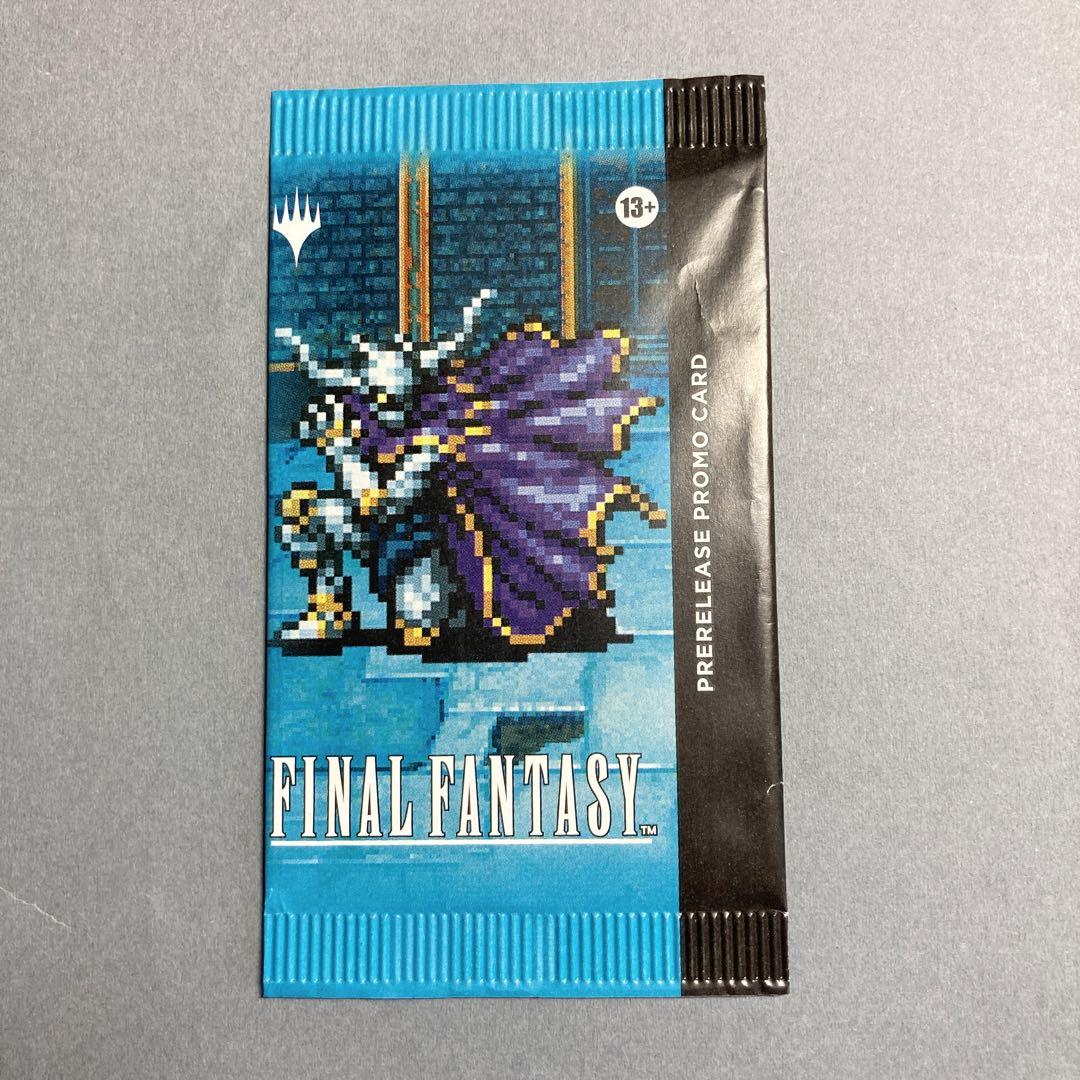 13+
PRERELEASE PROMO CARD
FINAL FANTASY™